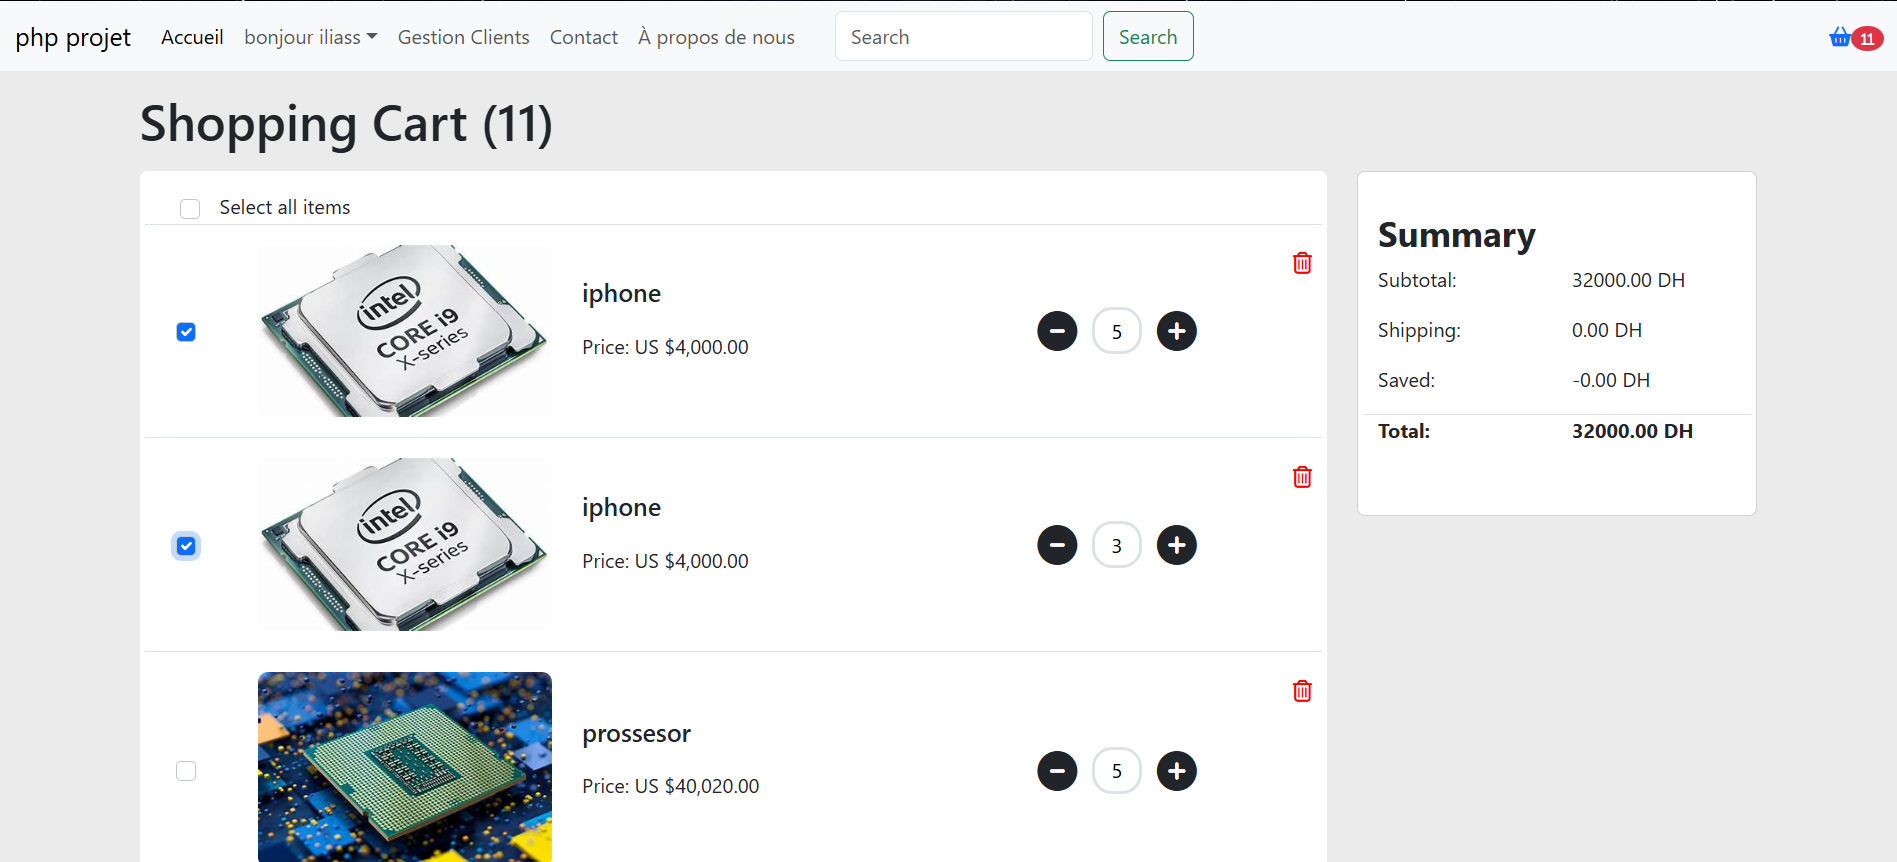 php projet Accueil bonjour iliass Gestion Clients Contact À propos de nous Search Search 11
Shopping Cart (11)
Select all items
intel
CORE i9
X-series
iphone
Price: US $4,000.00
5
intel
CORE i9
X-series
iphone
Price: US $4,000.00
3
prossesor
Price: US $40,020.00
5
Summary
Subtotal: 32000.00 DH
Shipping: 0.00 DH
Saved: -0.00 DH
Total: 32000.00 DH